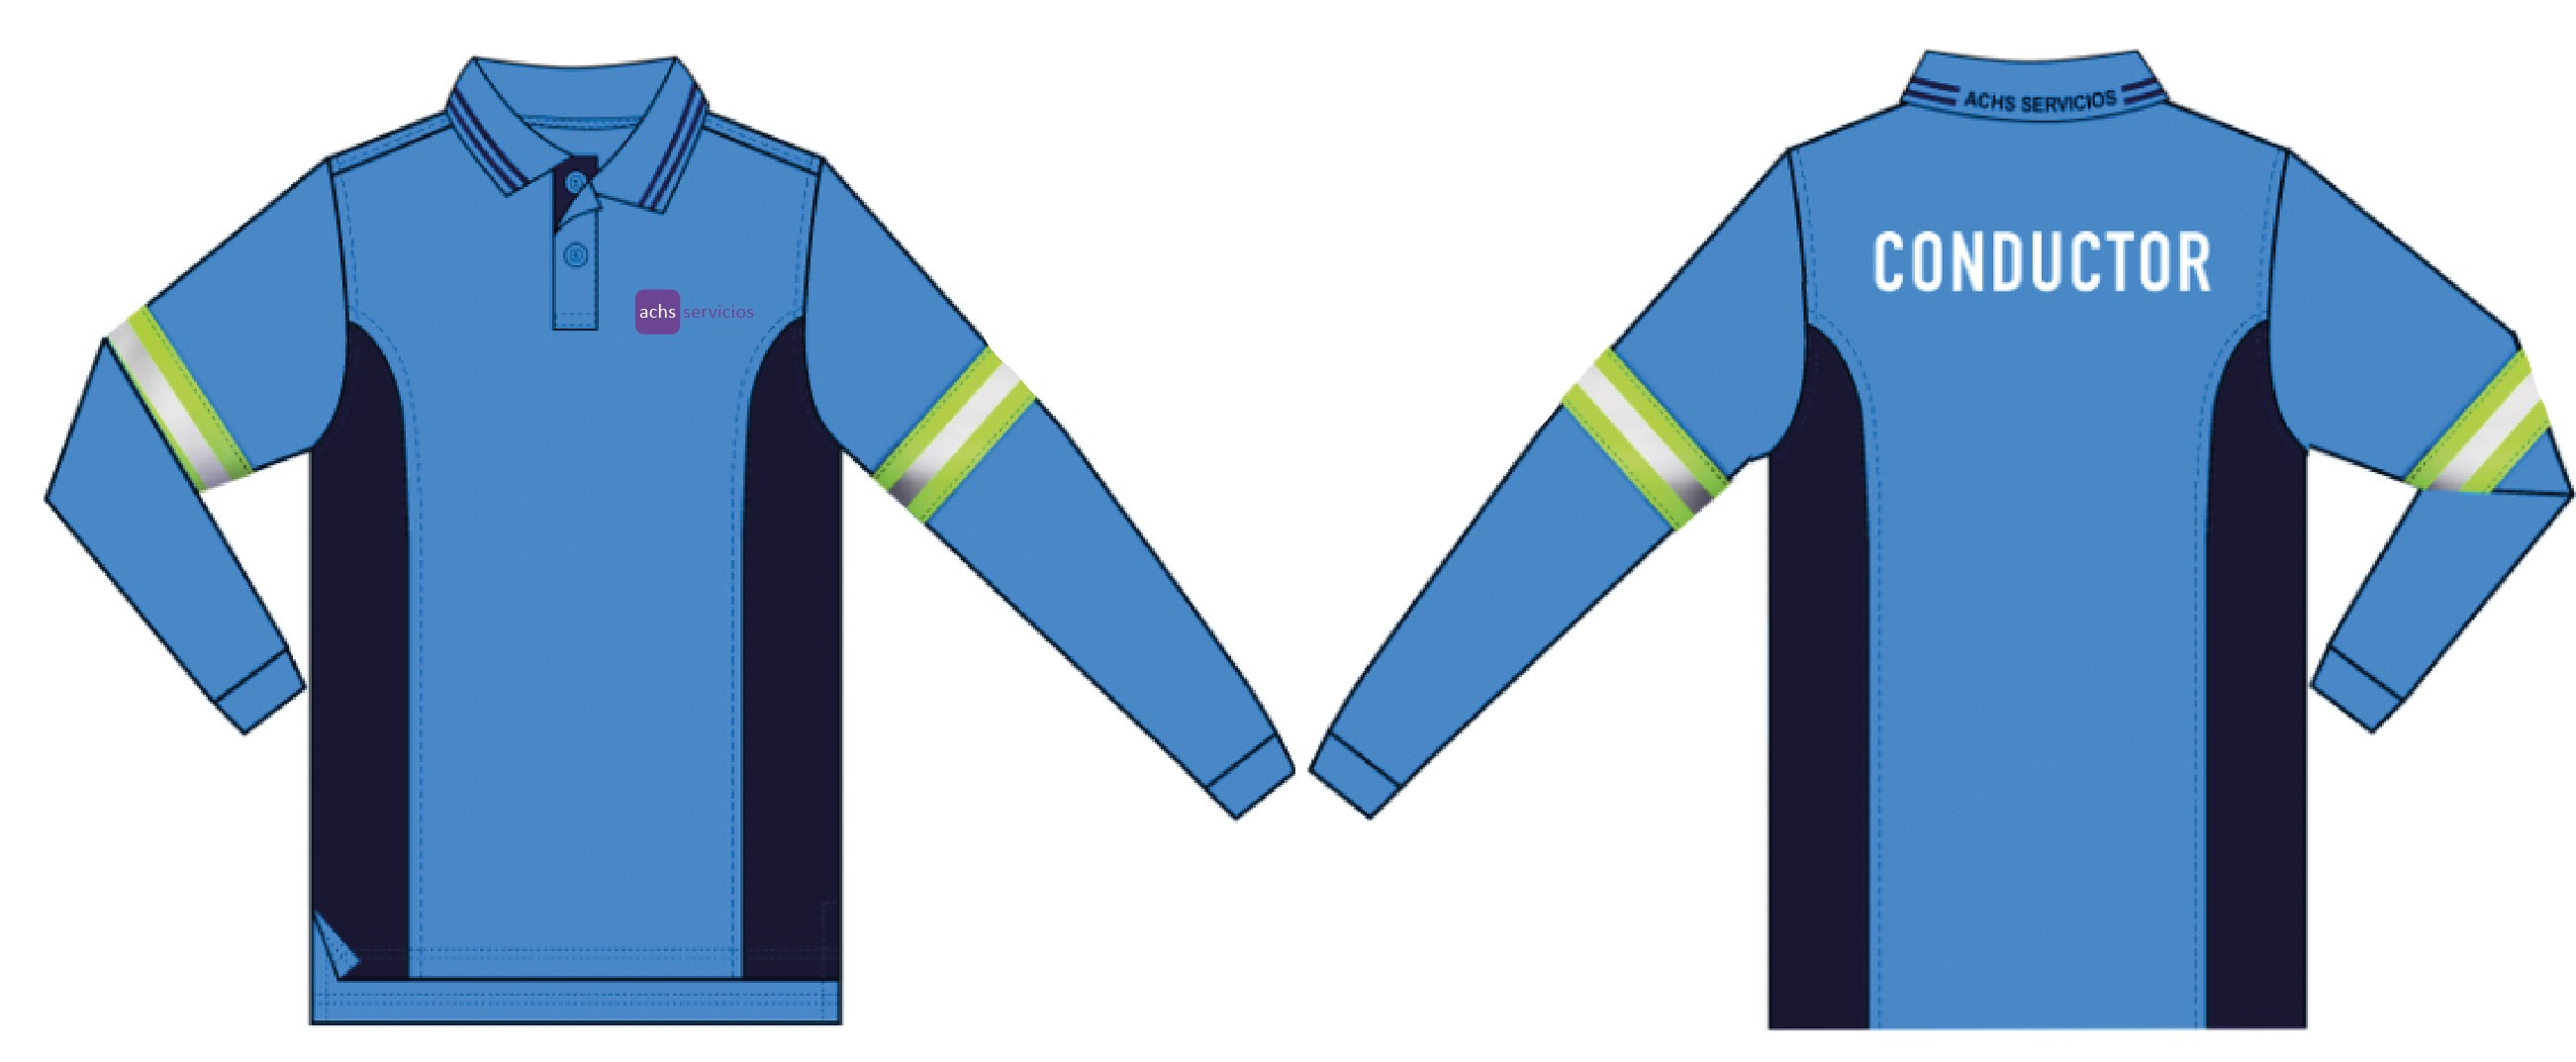 achs servicios
ACHS SERVICIOS
CONDUCTOR